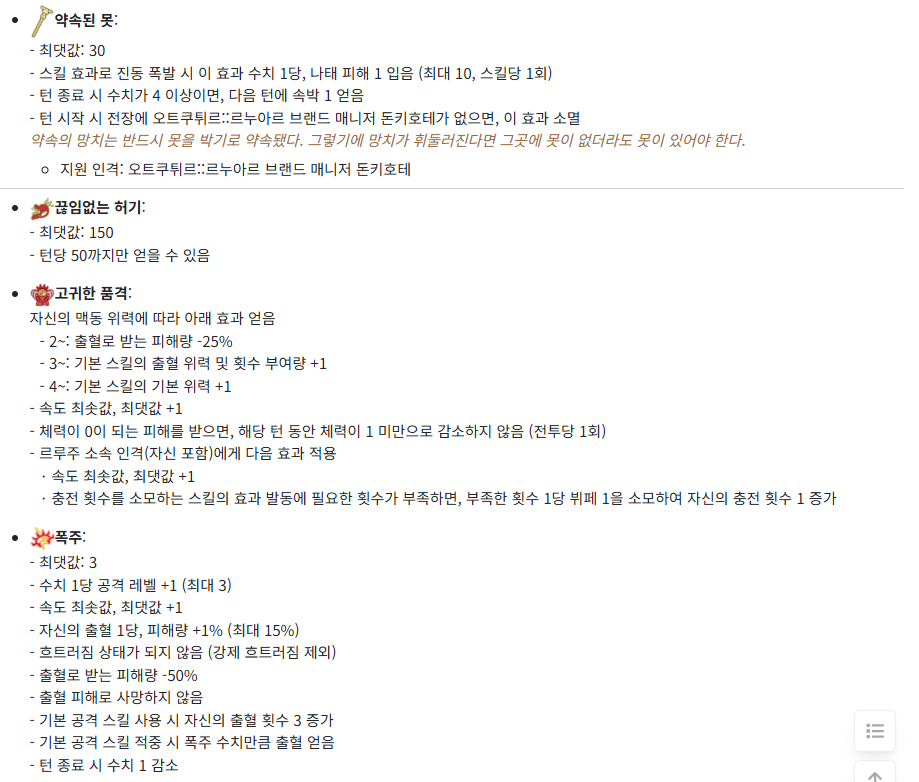 약속된 못:
- 최댓값: 30
- 스킬 효과로 진동 폭발 시 이 효과 수치 1당, 나태 피해 1 입음 (최대 10, 스킬당 1회)
- 턴 종료 시 수치가 4 이상이면, 다음 턴에 속박 1 얻음
- 턴 시작 시 전장에 오트쿠튀르::르누아르 브랜드 매니저 돈키호테가 없으면, 이 효과 소멸
약속의 망치는 반드시 못을 박기로 약속됐다. 그렇기에 망치가 휘둘러진다면 그곳에 못이 없더라도 못이 있어야 한다.
지원 인격: 오트쿠튀르::르누아르 브랜드 매니저 돈키호테
끊임없는 허기:
- 최댓값: 150
- 턴당 50까지만 얻을 수 있음
고귀한 품격:
자신의 맥동 위력에 따라 아래 효과 얻음
- 2~: 출혈로 받는 피해량 -25%
- 3~: 기본 스킬의 출혈 위력 및 횟수 부여량 +1
- 4~: 기본 스킬의 기본 위력 +1
- 속도 최솟값, 최댓값 +1
- 체력이 0이 되는 피해를 받으면, 해당 턴 동안 체력이 1 미만으로 감소하지 않음 (전투당 1회)
- 르루주 소속 인격(자신 포함)에게 다음 효과 적용
· 속도 최솟값, 최댓값 +1
· 충전 횟수를 소모하는 스킬의 효과 발동에 필요한 횟수가 부족하면, 부족한 횟수 1당 뷔페 1을 소모하여 자신의 충전 횟수 1 증가
폭주:
- 최댓값: 3
- 수치 1당 공격 레벨 +1 (최대 3)
- 속도 최솟값, 최댓값 +1
- 자신의 출혈 1당, 피해량 +1% (최대 15%)
- 흐트러짐 상태가 되지 않음 (강제 흐트러짐 제외)
- 출혈로 받는 피해량 -50%
- 출혈 피해로 사망하지 않음
- 기본 공격 스킬 사용 시 자신의 출혈 횟수 3 증가
- 기본 공격 스킬 적중 시 폭주 수치만큼 출혈 얻음
- 턴 종료 시 수치 1 감소